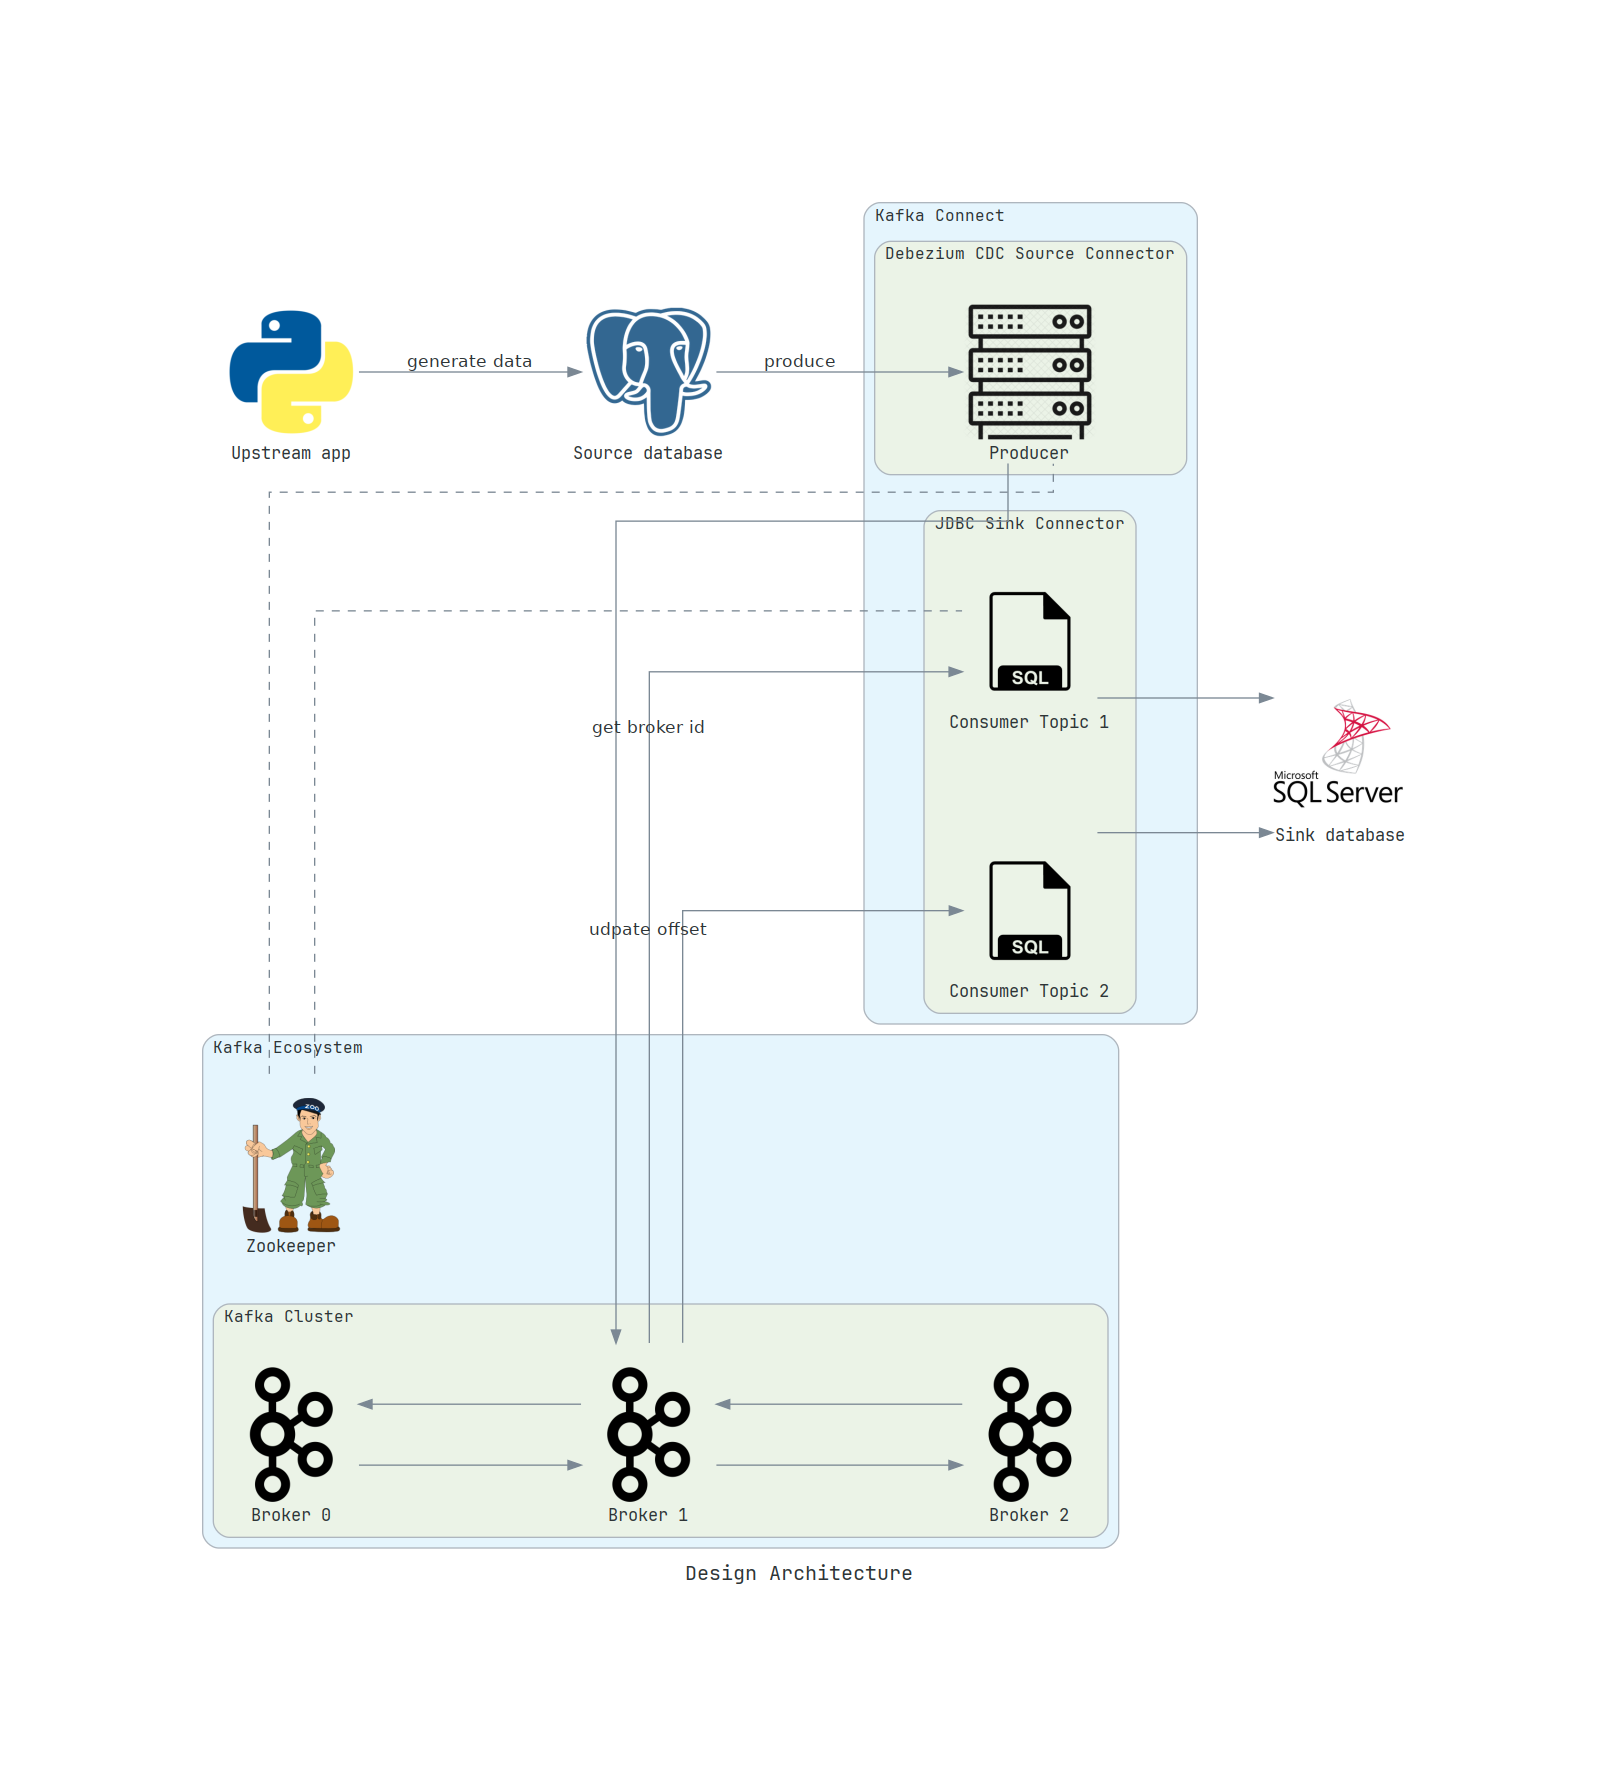 Kafka Connect
Debezium CDC Source Connector
generate data
produce
Upstream app
Source database
Producer
JDBC Sink Connector
SQL
Consumer Topic 1
get broker id
Microsoft
SQL Server
Sink database
udpate offset
SQL
Consumer Topic 2
Kafka Ecosystem
ZOO
Zookeeper
Kafka Cluster
Broker 0
Broker 1
Broker 2
Design Architecture